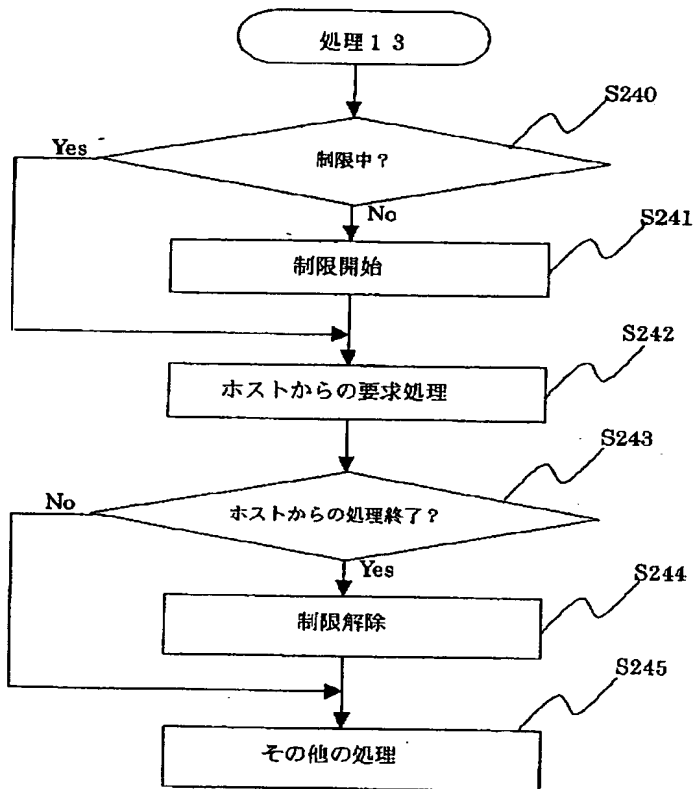 処理１３
S240
Yes
制限中？
No
S241
制限開始
S242
ホストからの要求処理
S243
No
ホストからの処理終了？
Yes
S244
制限解除
S245
その他の処理